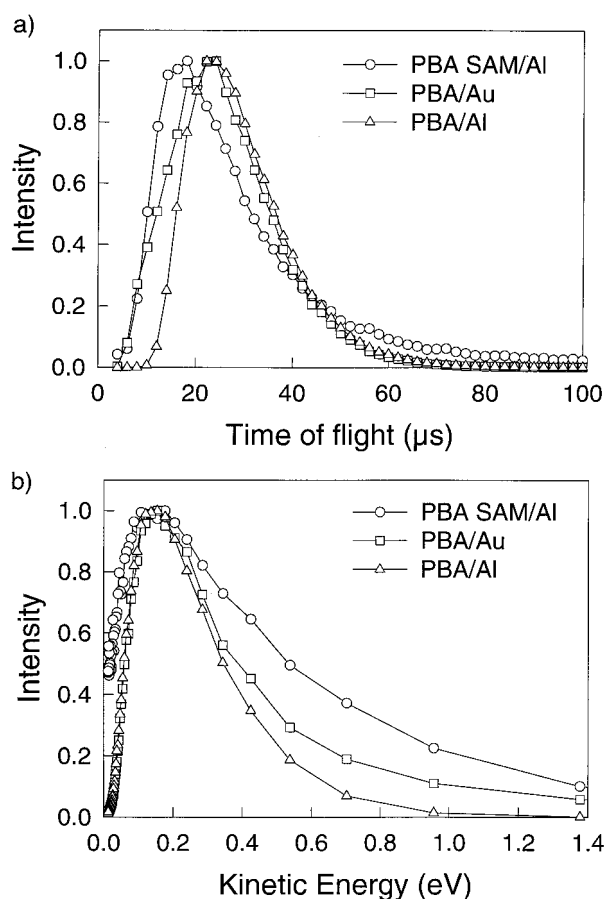 a)
PBA SAM/Al
PBA/Au
PBA/Al
Intensity
1.0
0.8
0.6
0.4
0.2
0.0
0 20 40 60 80 100
Time of flight (µs)
b)
PBA SAM/Al
PBA/Au
PBA/Al
Intensity
1.0
0.8
0.6
0.4
0.2
0.0
0.0 0.2 0.4 0.6 0.8 1.0 1.2 1.4
Kinetic Energy (eV)